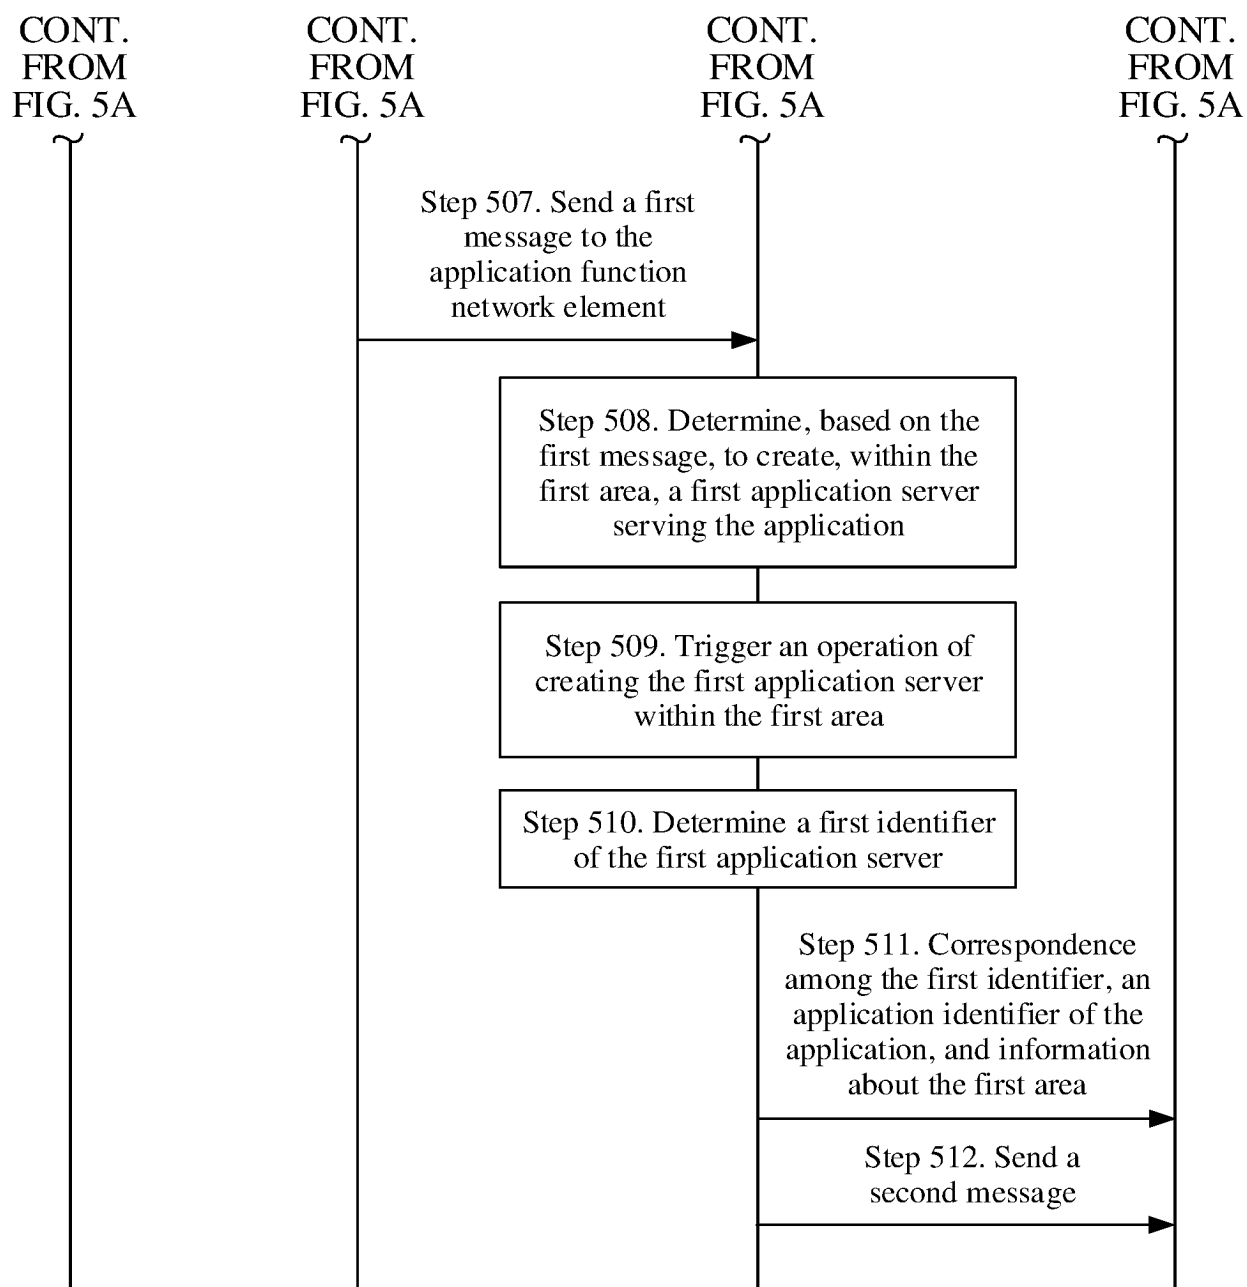 CONT.
FROM
FIG. 5A
CONT.
FROM
FIG. 5A
CONT.
FROM
FIG. 5A
CONT.
FROM
FIG. 5A
Step 507. Send a first
message to the
application function
network element
Step 508. Determine, based on the
first message, to create, within the
first area, a first application server
serving the application
Step 509. Trigger an operation of
creating the first application server
within the first area
Step 510. Determine a first identifier
of the first application server
Step 511. Correspondence
among the first identifier, an
application identifier of the
application, and information
about the first area
Step 512. Send a
second message